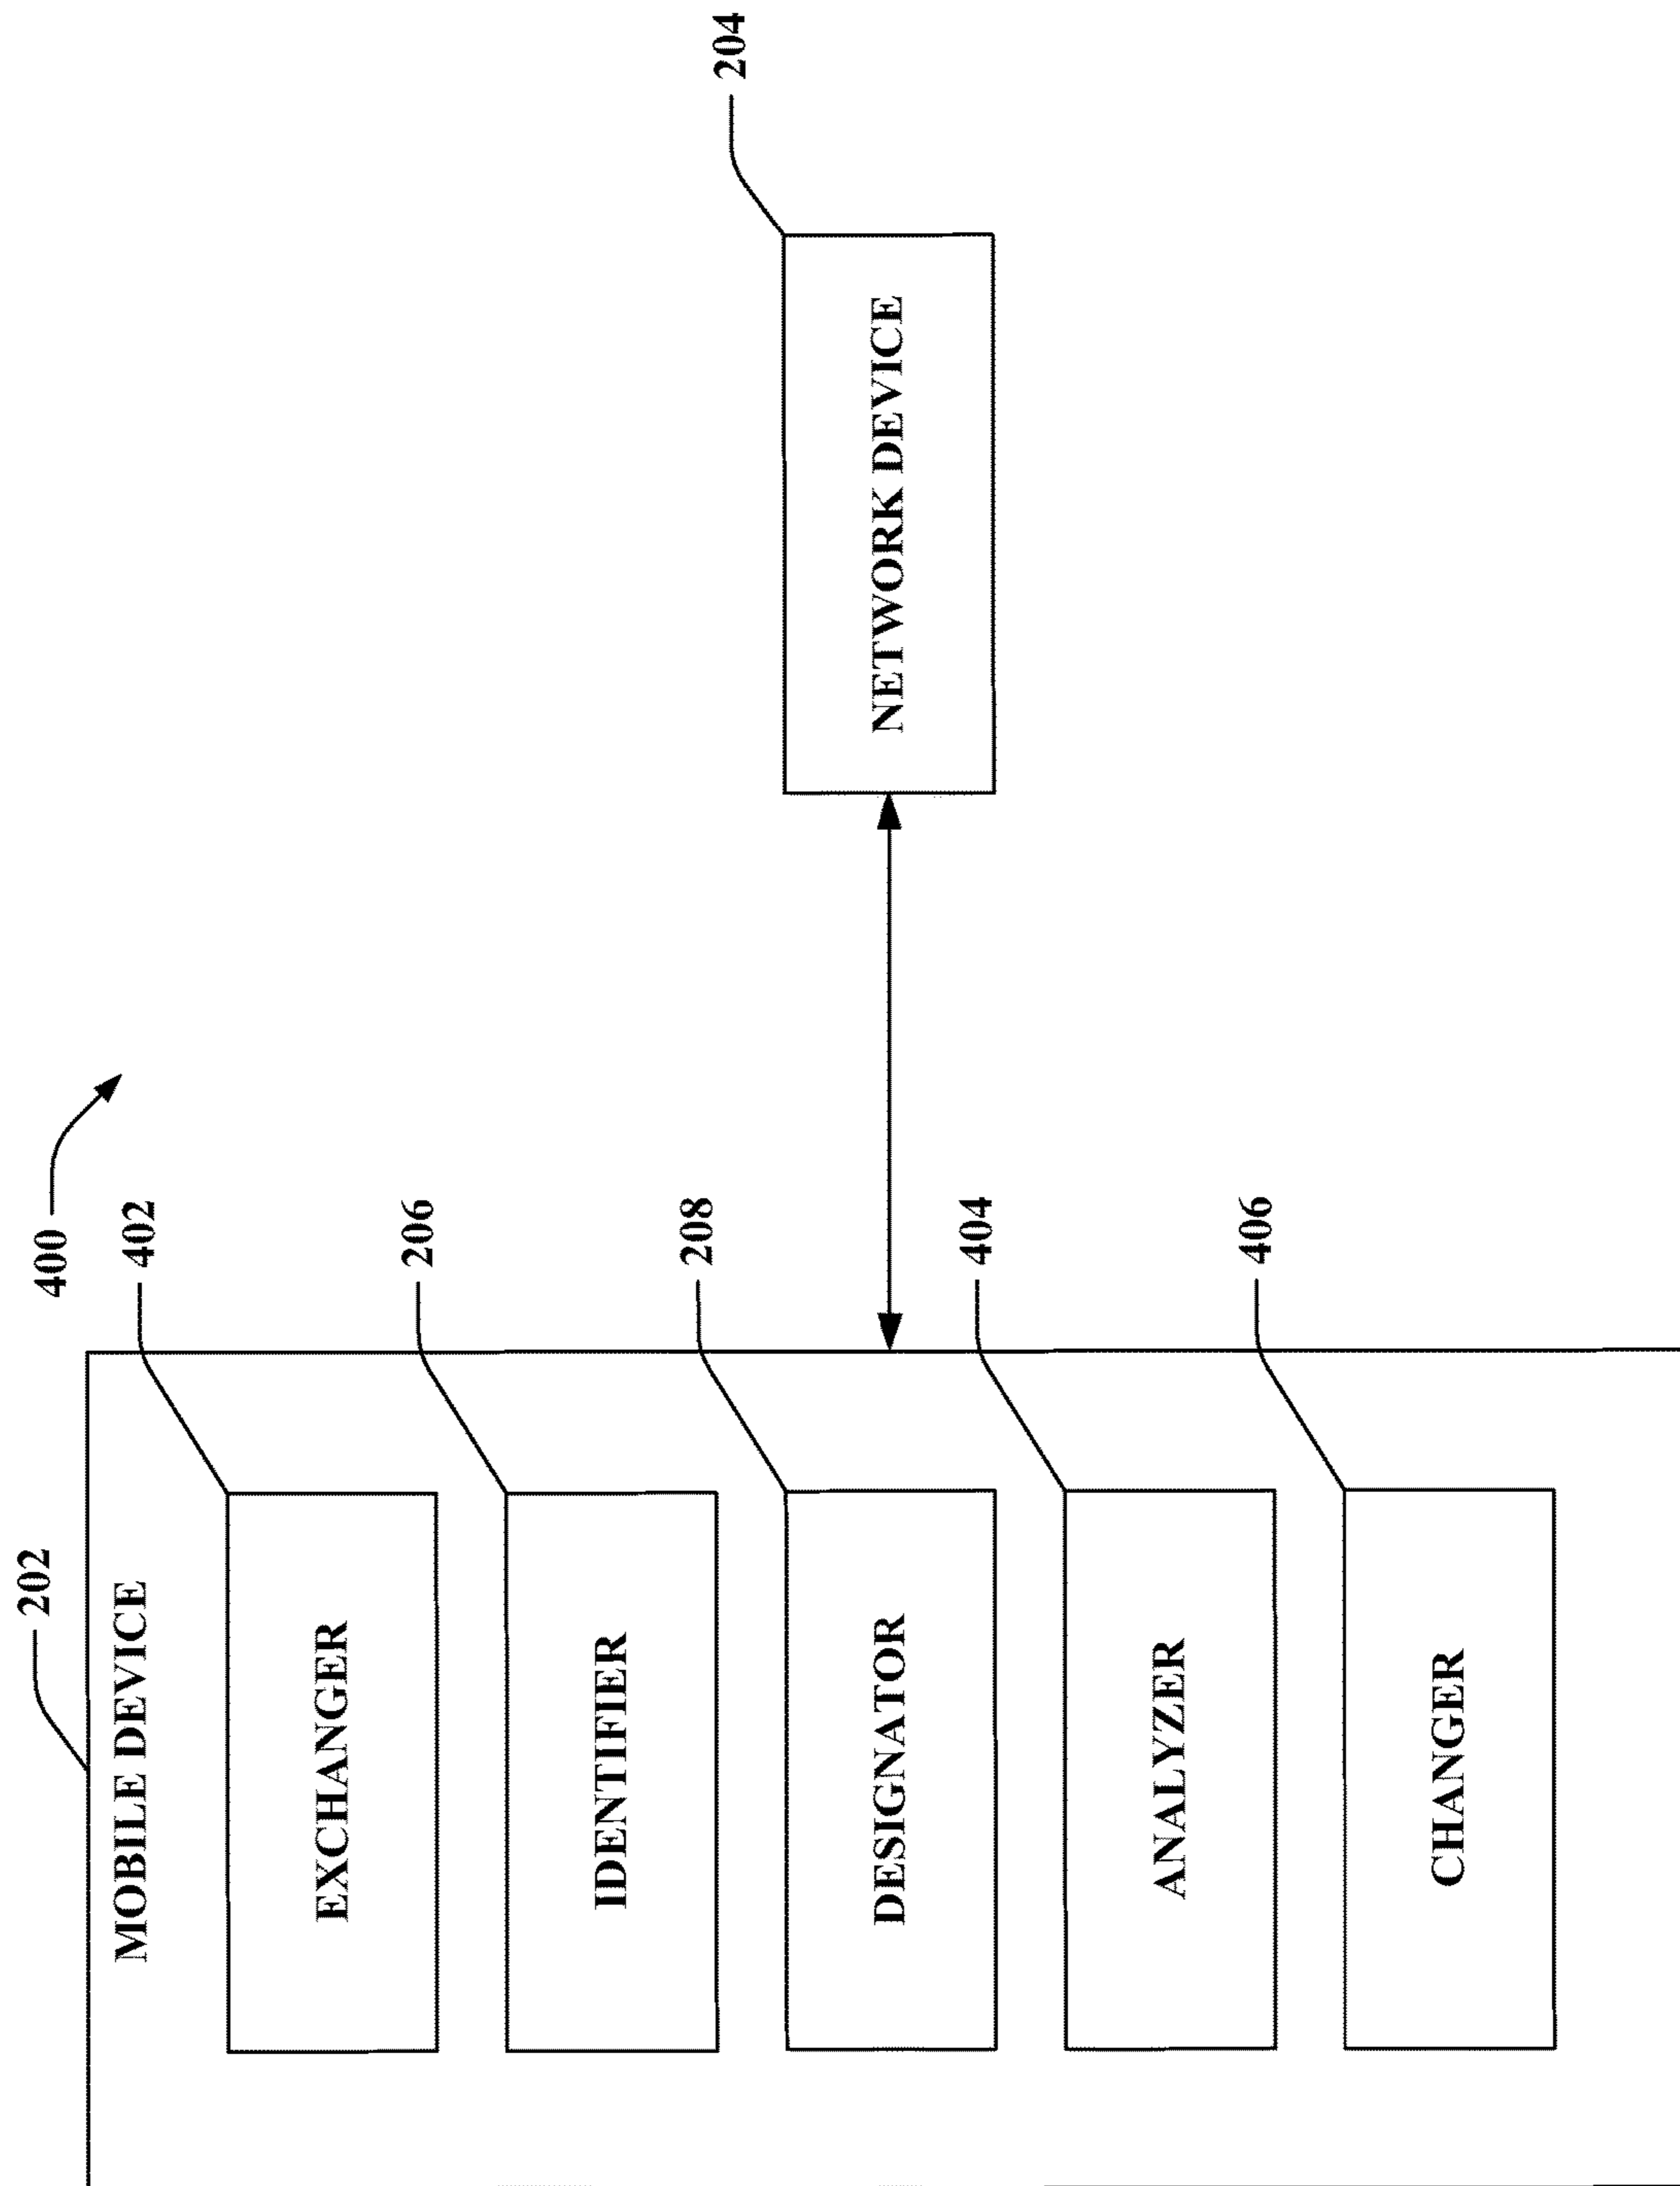 400
202
MOBILE DEVICE
402
EXCHANGER
206
IDENTIFIER
208
DESIGNATOR
204
NETWORK DEVICE
404
ANALYZER
406
CHANGER